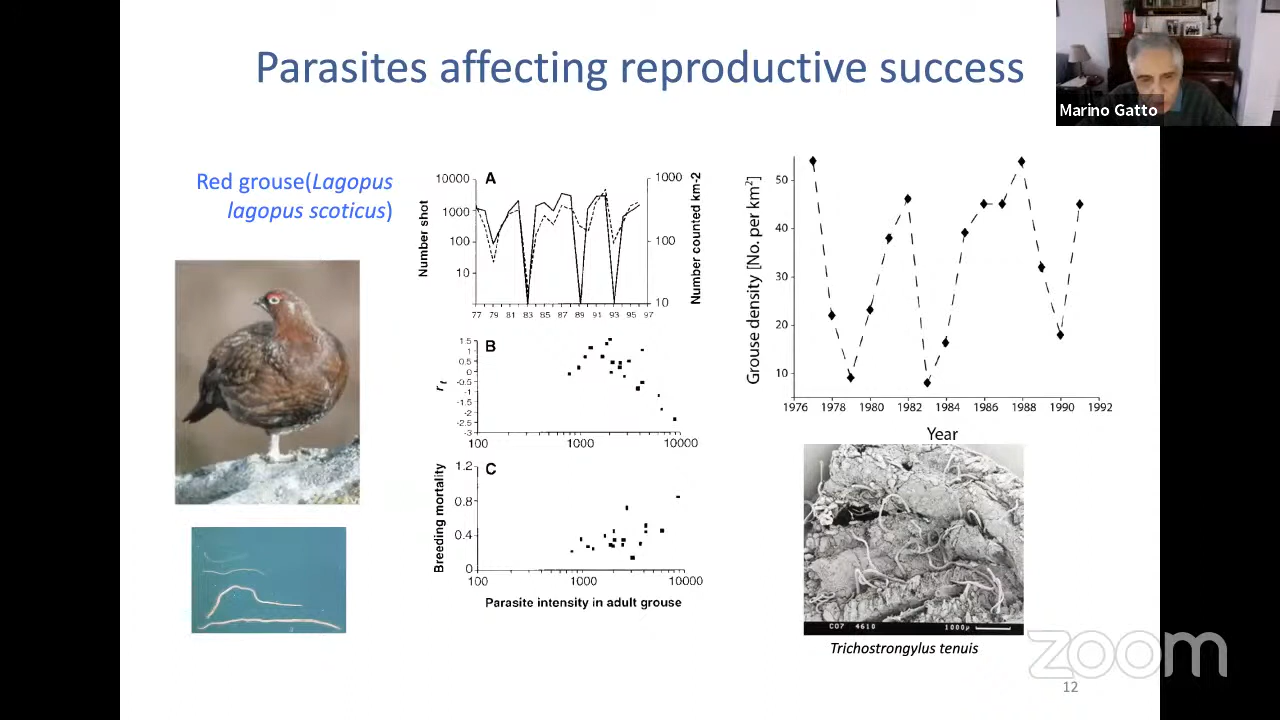 Parasites affecting reproductive success
Marino Gatto
Red grouse(Lagopus
lagopus scoticus)
A
10000
1000
100
10
Number shot
1000
100
10
Number counted km-2
77 79 81 83 85 87 89 91 93 95 97
B
1.5
1
0.5
0
-0.5
-1
-1.5
-2
-2.5
-3
rt
100 1000 10000
C
1.2
0.8
0.4
0
Breeding mortality
100 1000 10000
Parasite intensity in adult grouse
Grouse density [No. per km2]
50
40
30
20
10
1976 1978 1980 1982 1984 1986 1988 1990 1992
Year
C07 4610 1000µ
Trichostrongylus tenuis
zoom
12